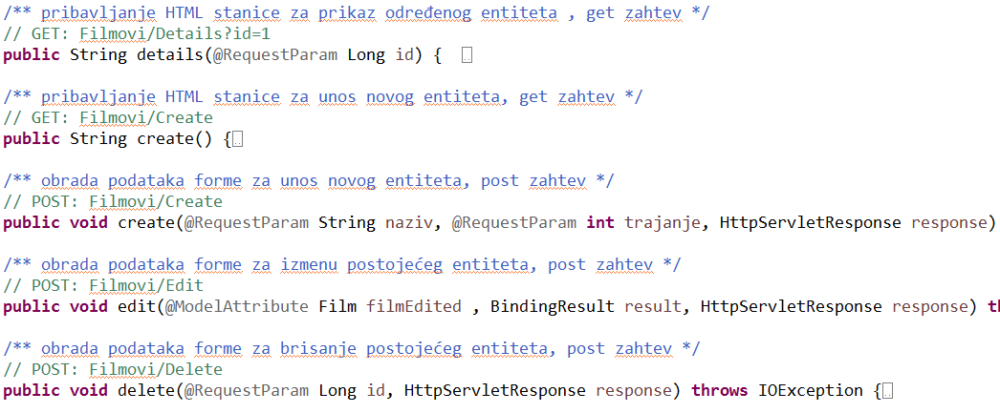 /** pribavljanje HTML stanice za prikaz određenog entiteta , get zahtev */
// GET: Filmovi/Details?id=1
public String details(@RequestParam Long id) {
/** pribavljanje HTML stanice za unos novog entiteta, get zahtev */
// GET: Filmovi/Create
public String create() {
/** obrada podataka forme za unos novog entiteta, post zahtev */
// POST: Filmovi/Create
public void create(@RequestParam String naziv, @RequestParam int trajanje, HttpServletResponse response)
/** obrada podataka forme za izmenu postojećeg entiteta, post zahtev */
// POST: Filmovi/Edit
public void edit(@ModelAttribute Film filmEdited , BindingResult result, HttpServletResponse response)
/** obrada podataka forme za brisanje postojećeg entiteta, post zahtev */
// POST: Filmovi/Delete
public void delete(@RequestParam Long id, HttpServletResponse response) throws IOException {